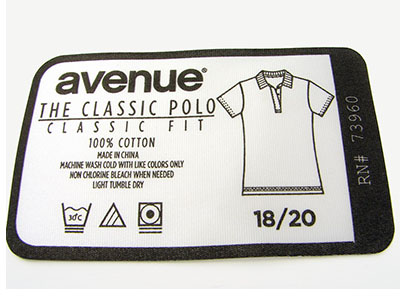 avenue®
THE CLASSIC POLO
CLASSIC FIT
100% COTTON
MADE IN CHINA
MACHINE WASH COLD WITH LIKE COLORS ONLY
NON CHLORINE BLEACH WHEN NEEDED
LIGHT TUMBLE DRY
30°C
18/20
RN# 73960